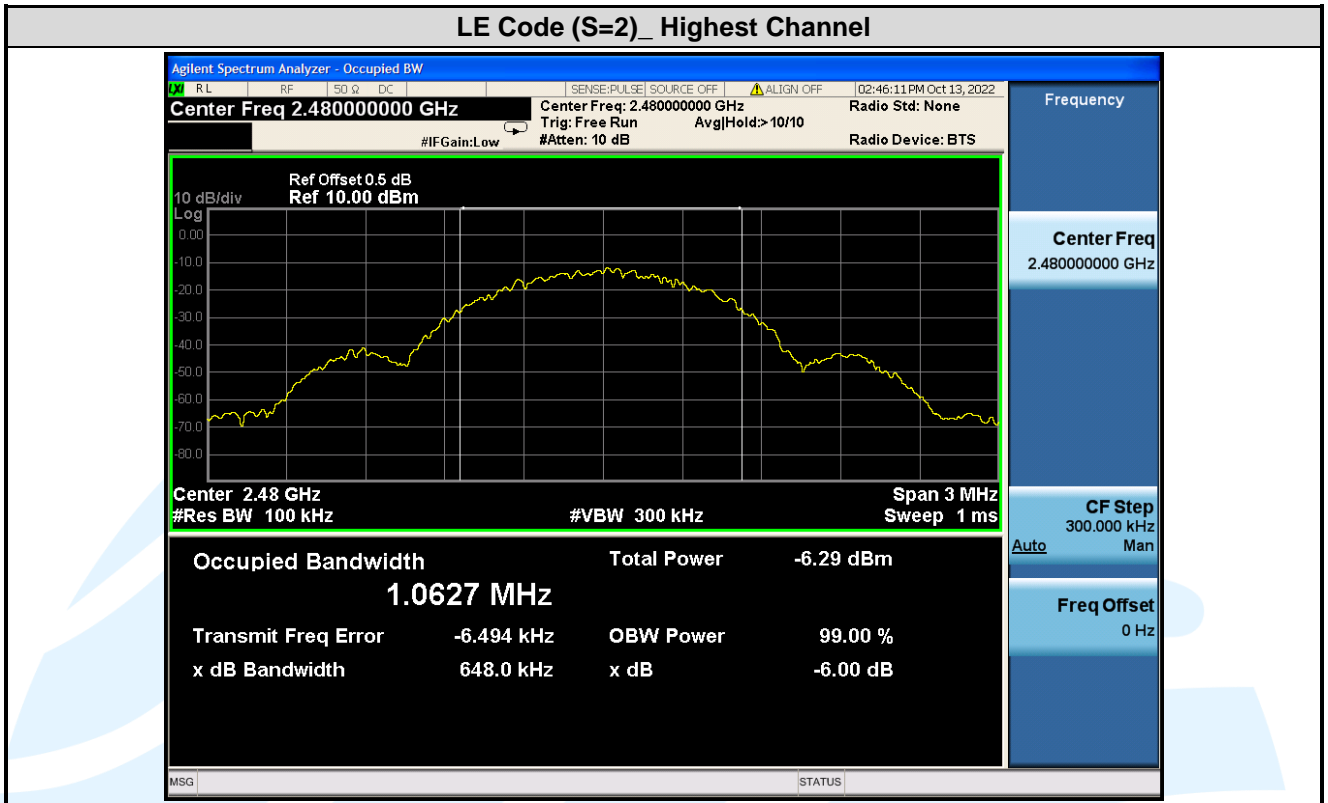 LE Code (S=2)_ Highest Channel
Agilent Spectrum Analyzer - Occupied BW
LXI RL RF 50 Ω DC SENSE:PULSE SOURCE OFF ALIGN OFF 02:46:11 PM Oct 13, 2022
Center Freq 2.480000000 GHz
Center Freq: 2.480000000 GHz Radio Std: None
Trig: Free Run Avg|Hold:>10/10
#IFGain:Low #Atten: 10 dB Radio Device: BTS
Ref Offset 0.5 dB
10 dB/div Ref 10.00 dBm
Log
0.00
-10.0
-20.0
-30.0
-40.0
-50.0
-60.0
-70.0
-80.0
Center 2.48 GHz Span 3 MHz
#Res BW 100 kHz #VBW 300 kHz Sweep 1 ms
Occupied Bandwidth Total Power -6.29 dBm
1.0627 MHz
Transmit Freq Error -6.494 kHz OBW Power 99.00 %
x dB Bandwidth 648.0 kHz x dB -6.00 dB
MSG STATUS
Frequency
Center Freq
2.480000000 GHz
CF Step
300.000 kHz
Auto Man
Freq Offset
0 Hz